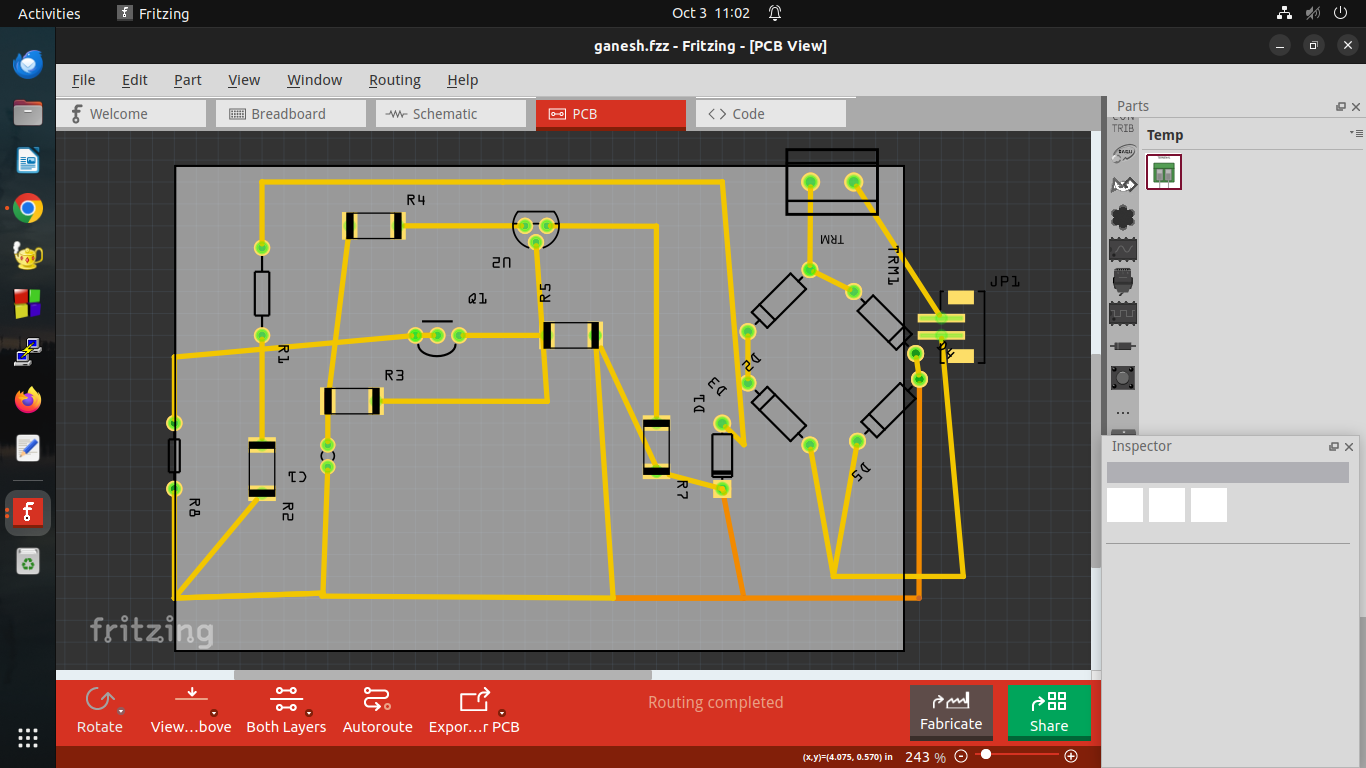 Activities
Fritzing
Oct 3 11:02
ganesh.fzz - Fritzing - [PCB View]
File Edit Part View Window Routing Help
Welcome
Breadboard
Schematic
PCB
Code
Parts
CON
TRIB
Temp
R4
U2
Q1
R5
R1
R3
C1
R2
R8
R7
D1
D3
D2
D5
TRM
TRM1
JP1
fritzing
Inspector
Rotate
View...bove
Both Layers
Autoroute
Expor...r PCB
Routing completed
Fabricate
Share
(x,y)=(4.075, 0.570) in
243 %